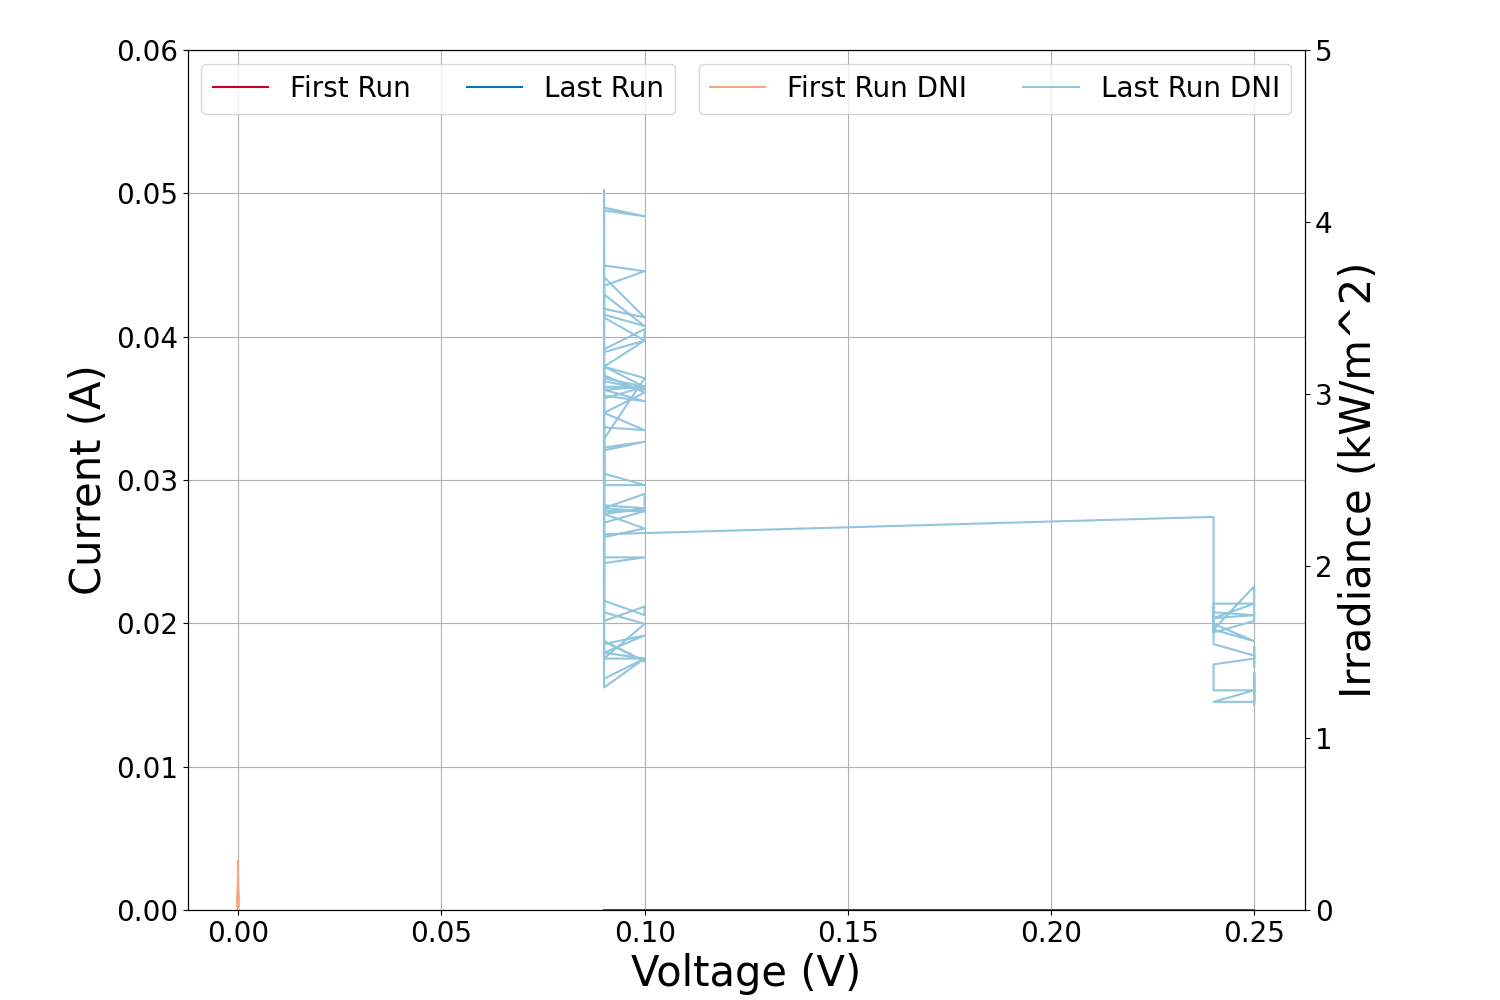 First Run
Last Run
First Run DNI
Last Run DNI
0.06
0.05
0.04
0.03
0.02
0.01
0.00
Current (A)
5
4
3
2
1
0
Irradiance (kW/m^2)
0.00 0.05 0.10 0.15 0.20 0.25
Voltage (V)